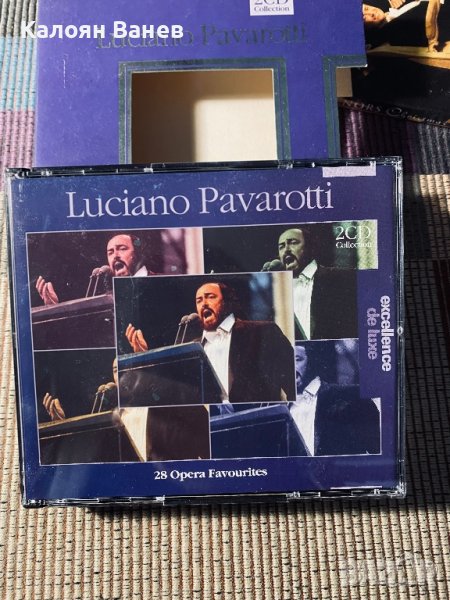 Калоян Ванев
2CD
Collection
Luciano Pavarotti
Luciano Pavarotti
2CD
Collection
excellence
de luxe
28 Opera Favourites